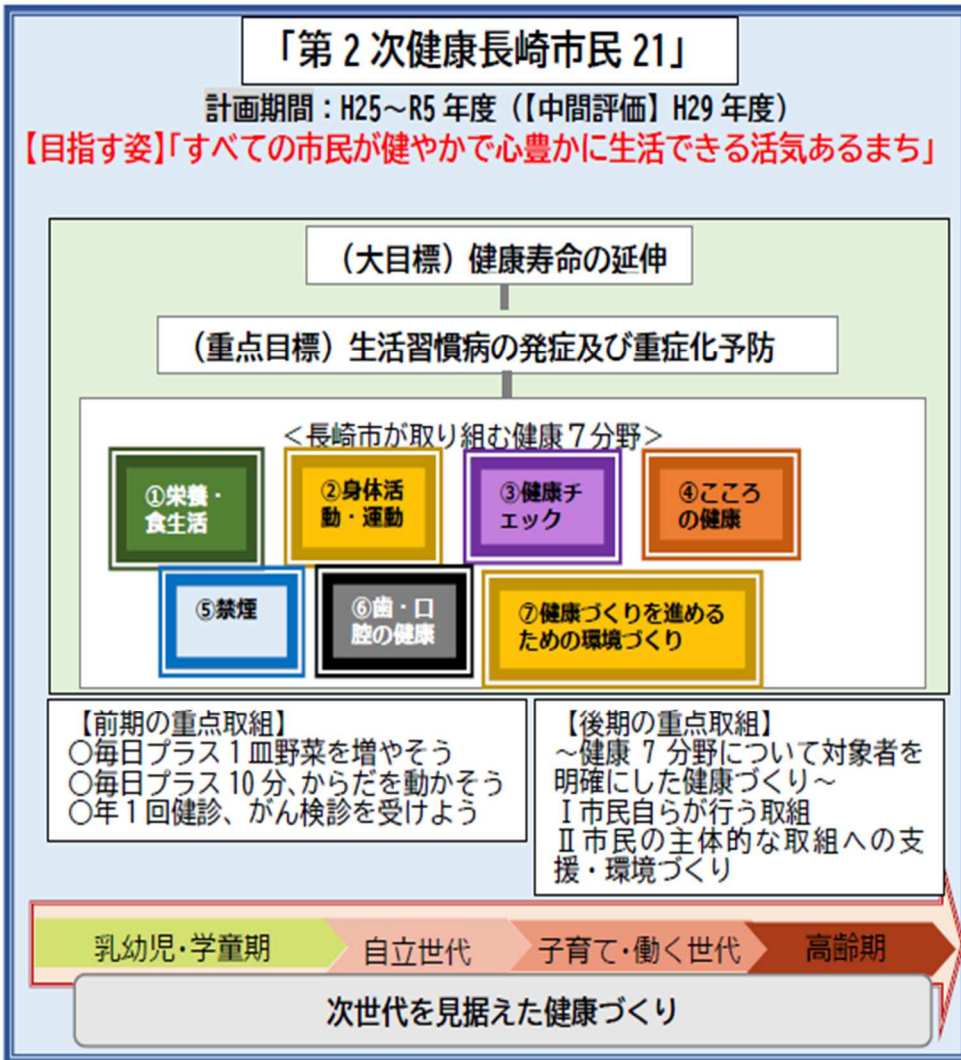 「第2次健康長崎市民21」
計画期間：H25～R5年度（【中間評価】H29年度）
【目指す姿】「すべての市民が健やかで心豊かに生活できる活気あるまち」
（大目標）健康寿命の延伸
（重点目標）生活習慣病の発症及び重症化予防
＜長崎市が取り組む健康7分野＞
①栄養・
食生活
②身体活
動・運動
③健康チ
ェック
④こころ
の健康
⑤禁煙
⑥歯・口
腔の健康
⑦健康づくりを進める
ための環境づくり
【前期の重点取組】
○毎日プラス1皿野菜を増やそう
○毎日プラス10分、からだを動かそう
○年1回健診、がん検診を受けよう
【後期の重点取組】
～健康7分野について対象者を
明確にした健康づくり～
Ⅰ市民自らが行う取組
Ⅱ市民の主体的な取組への支
援・環境づくり
乳幼児・学童期
自立世代
子育て・働く世代
高齢期
次世代を見据えた健康づくり